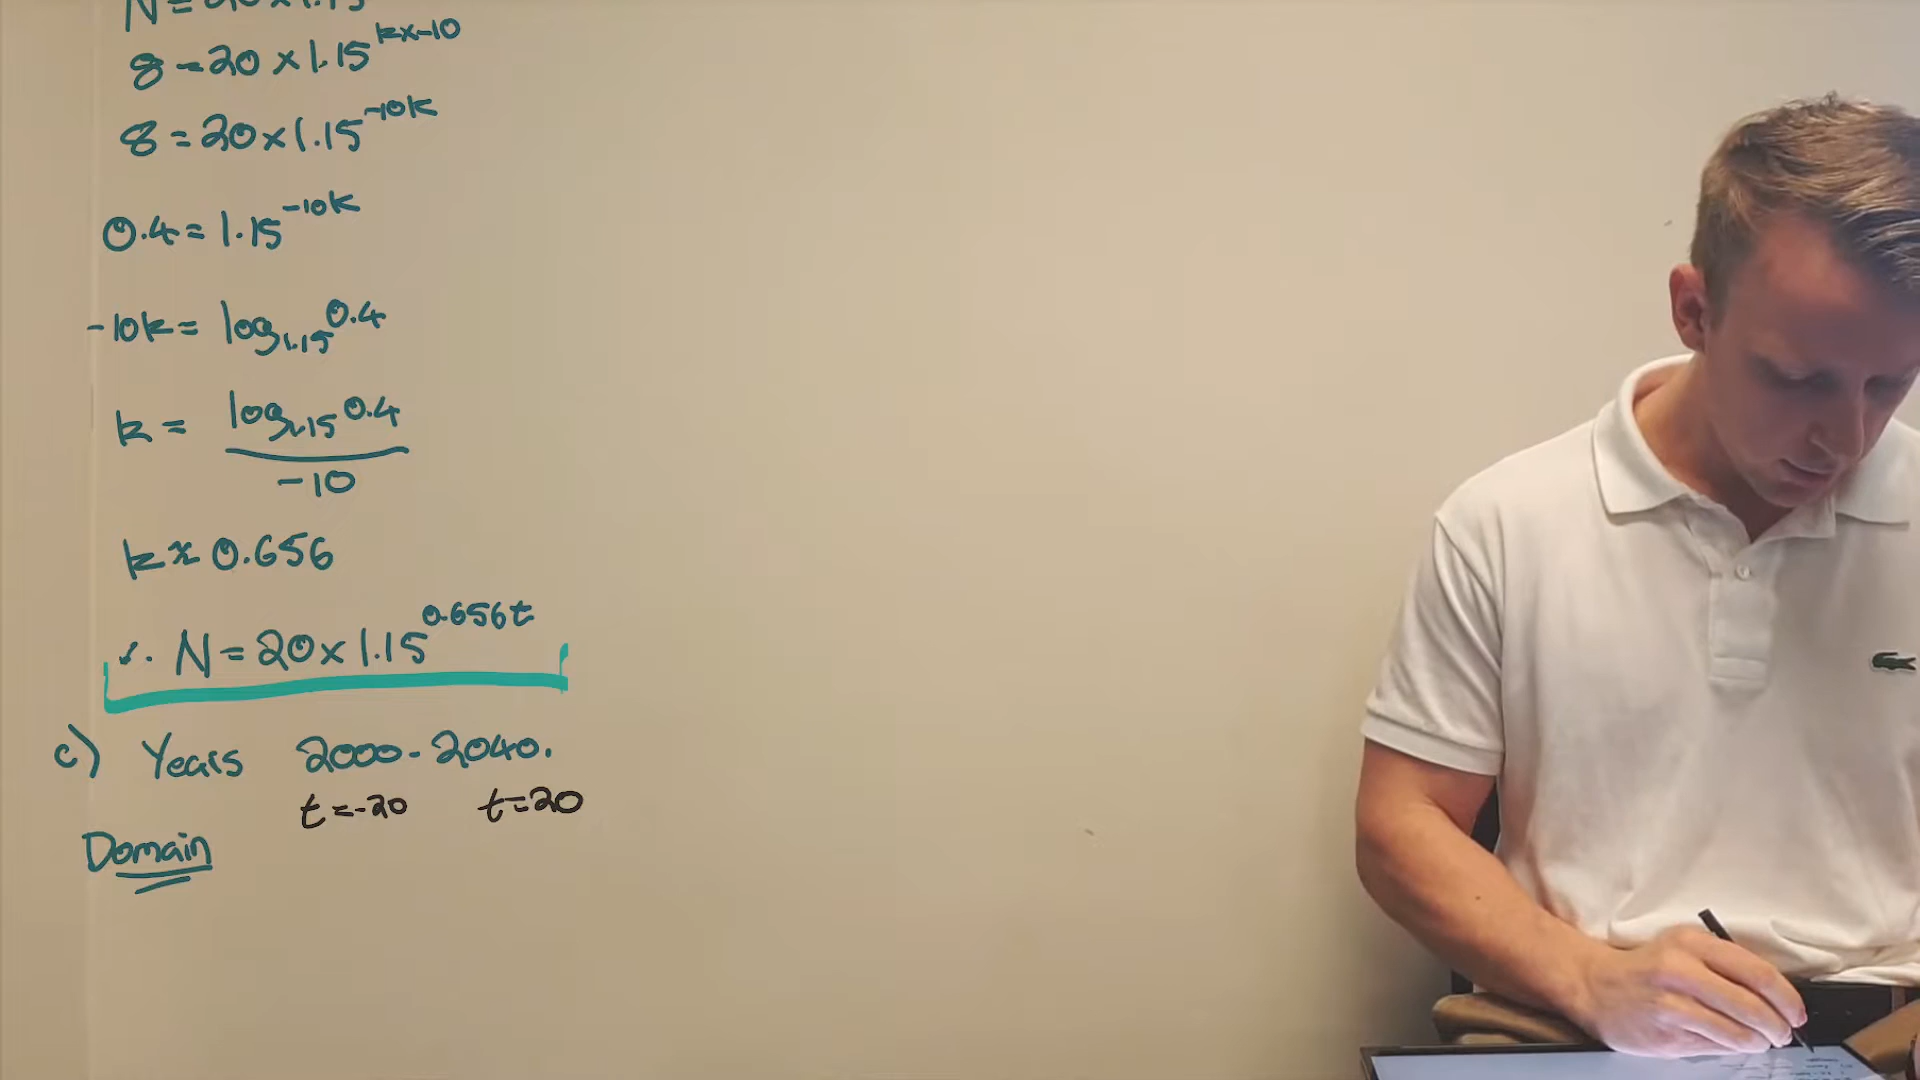 8 = 20 × 1.15^k×-10
8 = 20 × 1.15^-10k
0.4 = 1.15^-10k
-10k = log₁.₁₅ 0.4
k = log₁.₁₅ 0.4 / -10
k ≈ 0.656
∴ N = 20 × 1.15^0.656t
c) Years 2000 - 2040.
t = -20 t = 20
Domain